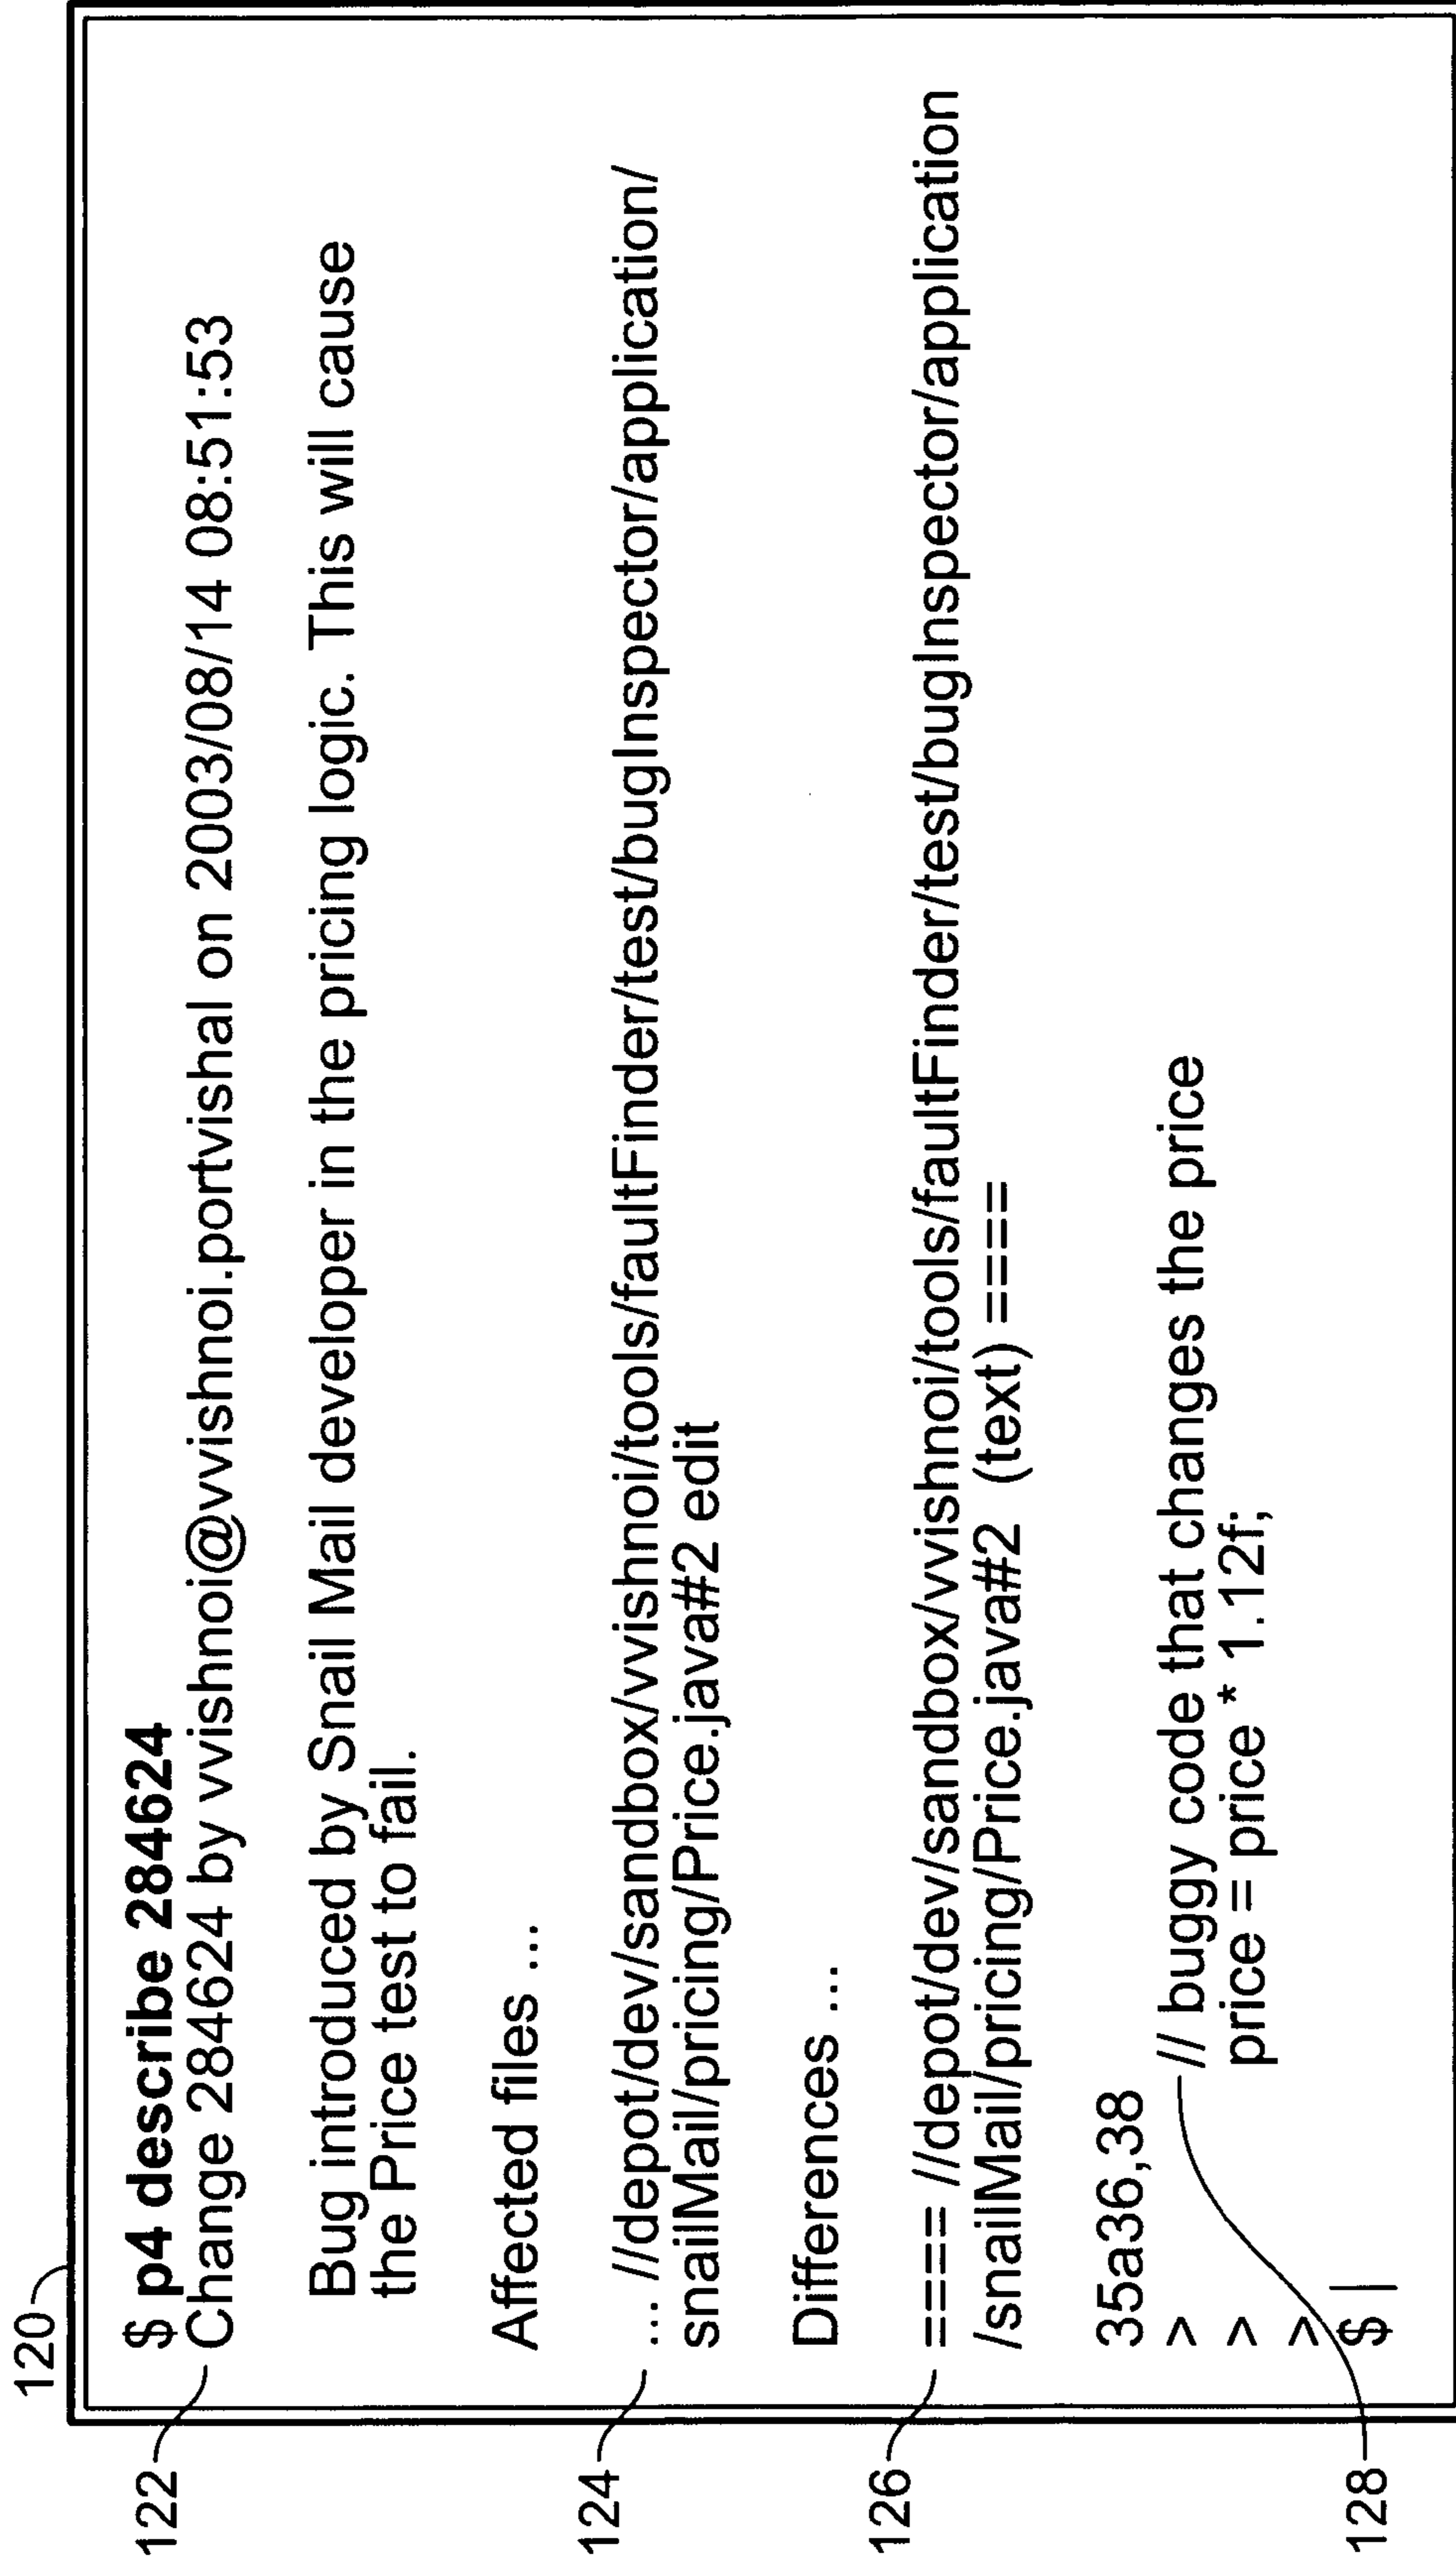 120
$ p4 describe 284624
122
Change 284624 by vvishnoi@vvishnoi.portvishal on 2003/08/14 08:51:53
Bug introduced by Snail Mail developer in the pricing logic. This will cause
the Price test to fail.
Affected files ...
124
... //depot/dev/sandbox/vvishnoi/tools/faultFinder/test/bugInspector/application/
snailMail/pricing/Price.java#2 edit
Differences ...
126
==== //depot/dev/sandbox/vvishnoi/tools/faultFinder/test/bugInspector/application
/snailMail/pricing/Price.java#2 (text) ====
35a36,38
> // buggy code that changes the price
> price = price * 1.12f;
>
128
$ |